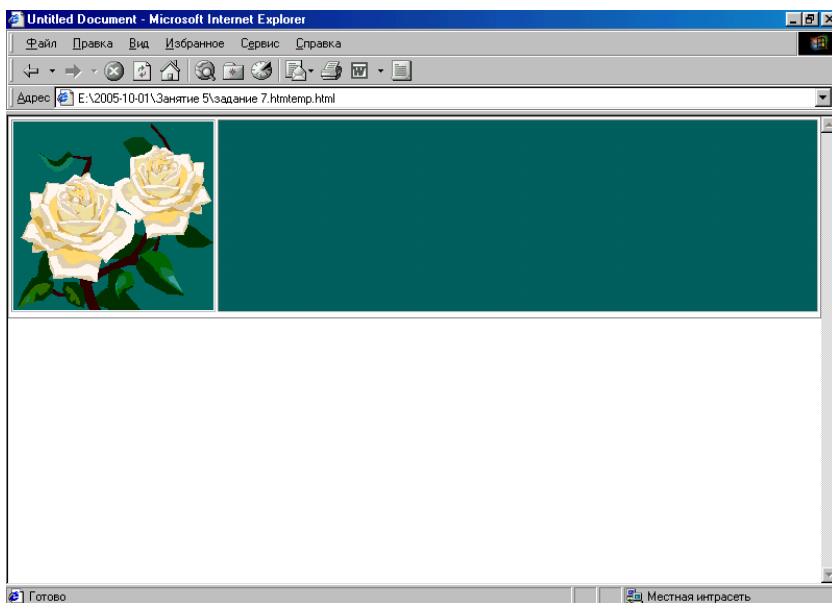 Untitled Document - Microsoft Internet Explorer
Файл Правка Вид Избранное Сервис Справка
Адрес E:\2005-10-01\Занятие 5\задание 7.htmtemp.html
Готово Местная интрасеть